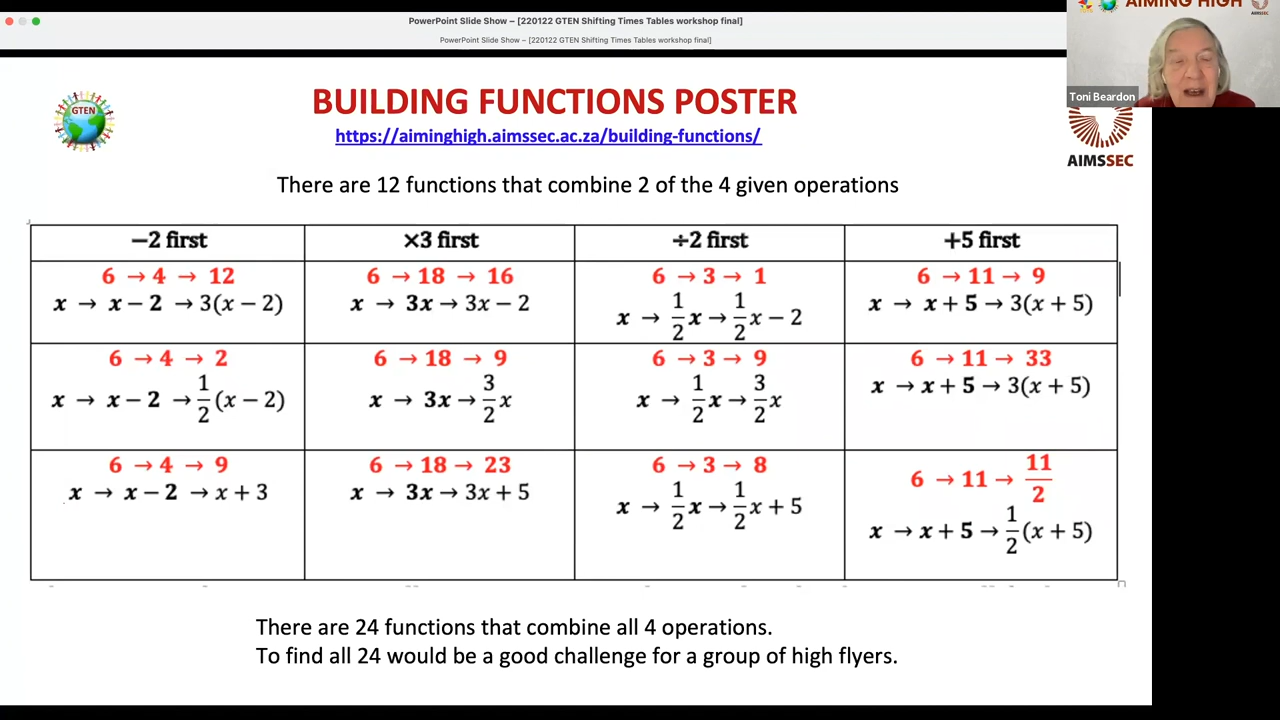 PowerPoint Slide Show – [220122 GTEN Shifting Times Tables workshop final]
PowerPoint Slide Show – [220122 GTEN Shifting Times Tables workshop final]
AIMING HIGH
Toni Beardon
GTEN
AIMSSEC
BUILDING FUNCTIONS POSTER
https://aiminghigh.aimssec.ac.za/building-functions/
There are 12 functions that combine 2 of the 4 given operations
−2 first ×3 first ÷2 first +5 first
6 → 4 → 12 6 → 18 → 16 6 → 3 → 1 6 → 11 → 9
x → x − 2 → 3(x − 2) x → 3x → 3x − 2 x → 1/2 x → 1/2 x − 2 x → x + 5 → 3(x + 5)
6 → 4 → 2 6 → 18 → 9 6 → 3 → 9 6 → 11 → 33
x → x − 2 → 1/2 (x − 2) x → 3x → 3/2 x x → 1/2 x → 3/2 x x → x + 5 → 3(x + 5)
6 → 4 → 9 6 → 18 → 23 6 → 3 → 8 6 → 11 → 11/2
x → x − 2 → x + 3 x → 3x → 3x + 5 x → 1/2 x → 1/2 x + 5 x → x + 5 → 1/2 (x + 5)
There are 24 functions that combine all 4 operations.
To find all 24 would be a good challenge for a group of high flyers.